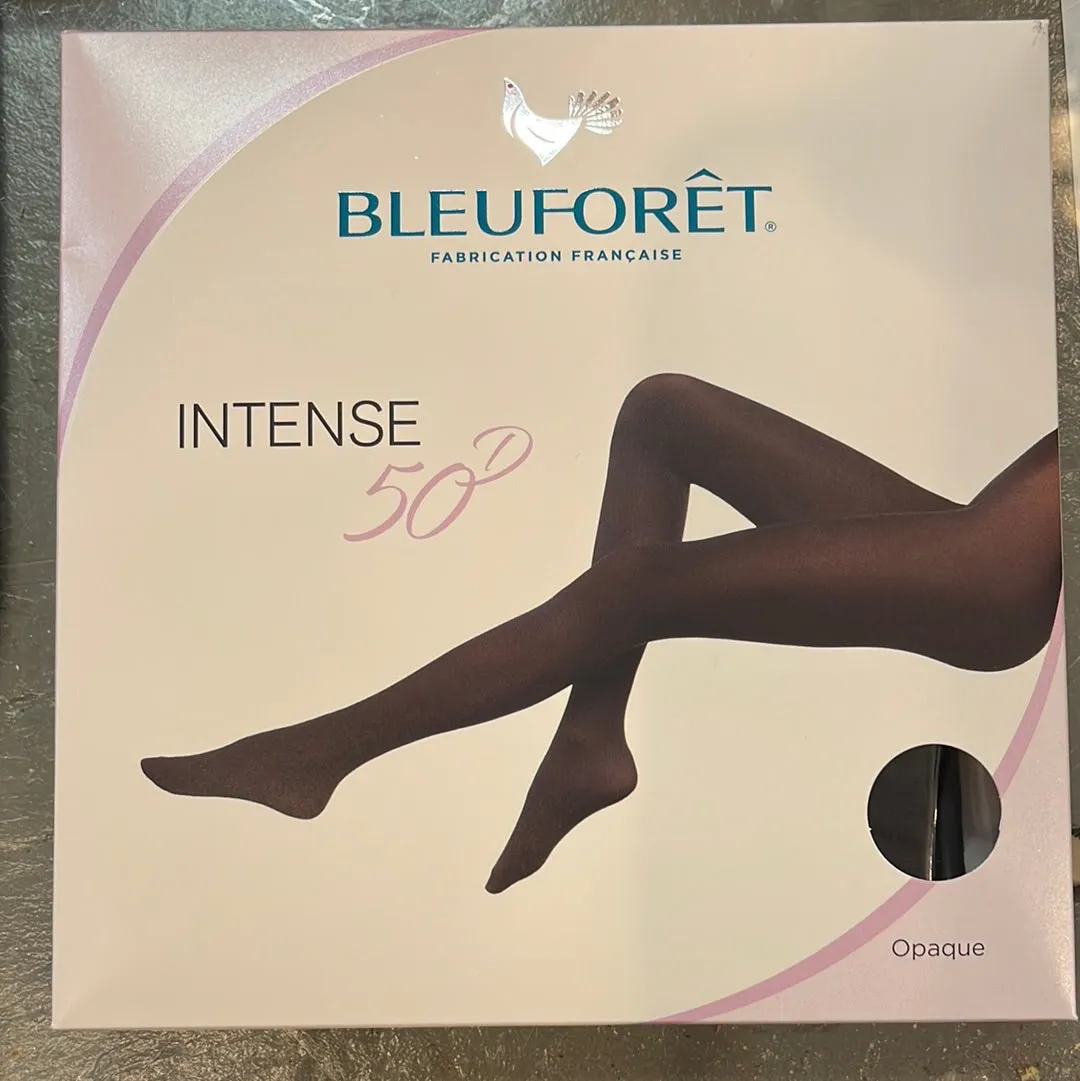 BLEUFORÊT®
FABRICATION FRANÇAISE
INTENSE
50D
Opaque